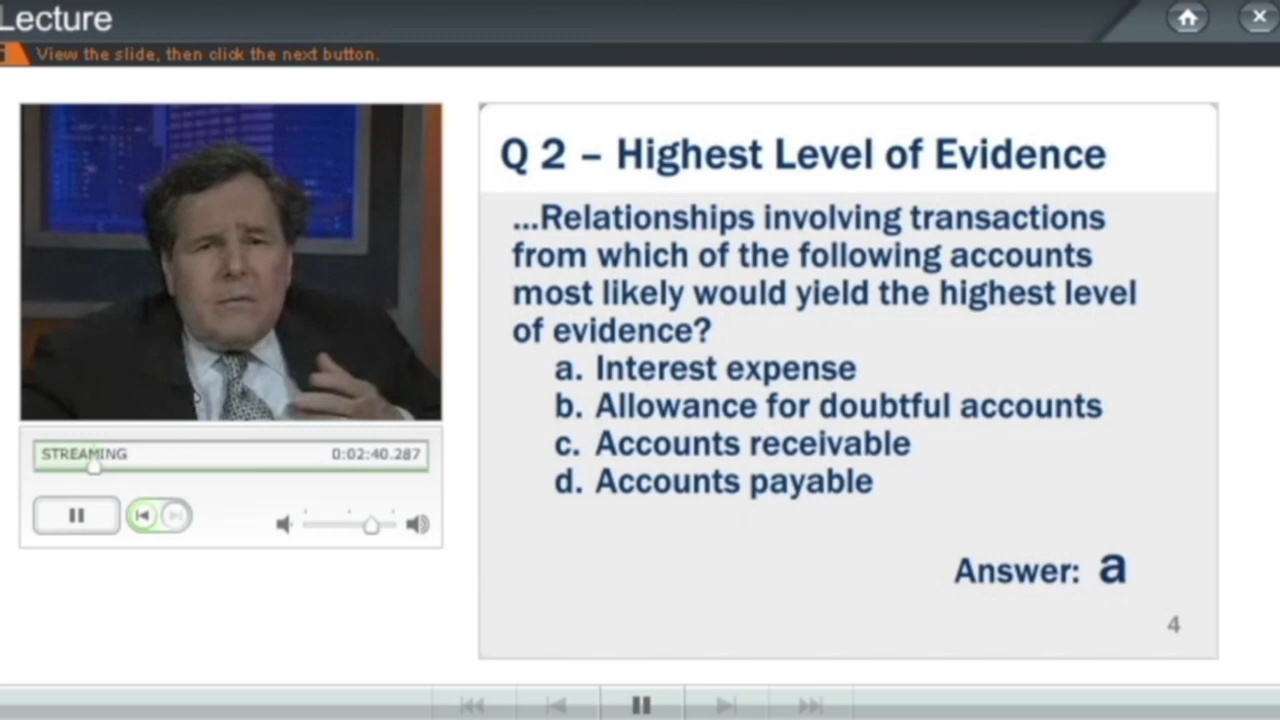 Lecture
View the slide, then click the next button.
Q 2 – Highest Level of Evidence
...Relationships involving transactions
from which of the following accounts
most likely would yield the highest level
of evidence?
a. Interest expense
b. Allowance for doubtful accounts
c. Accounts receivable
d. Accounts payable
Answer: a
4
STREAMING 0:02:40.287